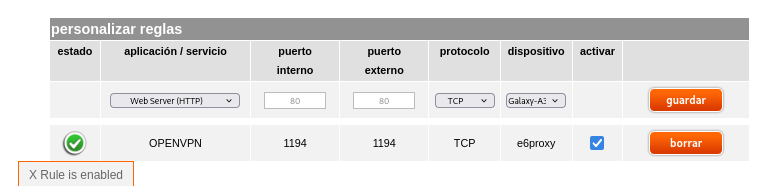 personalizar reglas
estado aplicación / servicio puerto interno puerto externo protocolo dispositivo activar
Web Server (HTTP) 80 80 TCP Galaxy-A3 guardar
OPENVPN 1194 1194 TCP e6proxy borrar
X Rule is enabled